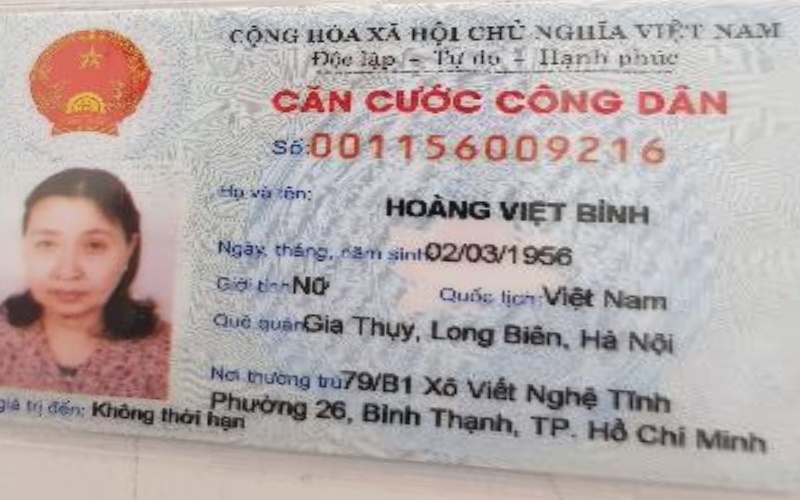 CỘNG HÒA XÃ HỘI CHỦ NGHĨA VIỆT NAM
Độc lập – Tự do – Hạnh phúc
CĂN CƯỚC CÔNG DÂN
Số: 001156009216
Họ và tên:
HOÀNG VIỆT BÌNH
Ngày, tháng, năm sinh: 02/03/1956
Giới tính: Nữ Quốc tịch: Việt Nam
Quê quán: Gia Thụy, Long Biên, Hà Nội
Nơi thường trú: 79/B1 Xô Viết Nghệ Tĩnh
Phường 26, Bình Thạnh, TP. Hồ Chí Minh
giá trị đến: Không thời hạn